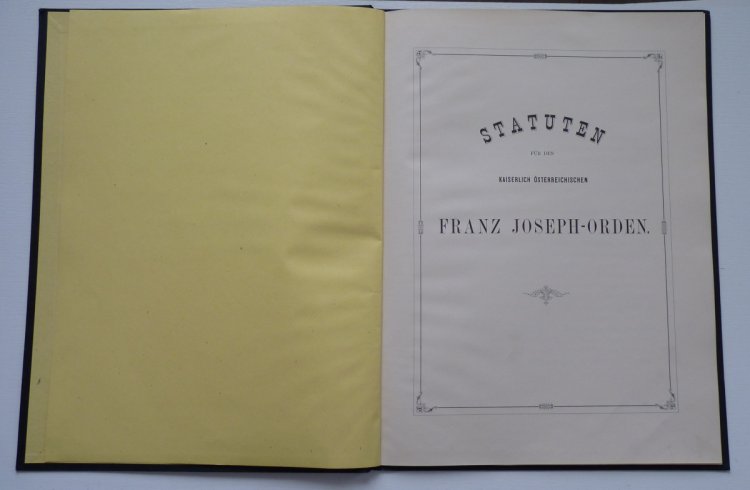 STATUTEN
FÜR DEN
KAISERLICH ÖSTERREICHISCHEN
FRANZ JOSEPH-ORDEN.